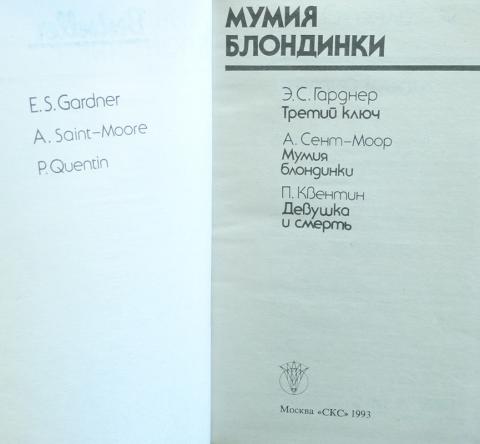 E.S. Gardner
A. Saint-Moore
P. Quentin
МУМИЯ
БЛОНДИНКИ
Э.С. Гарднер
Третий ключ
А. Сент-Моор
Мумия
блондинки
П. Квентин
Девушка
и смерть
Москва «СКС» 1993